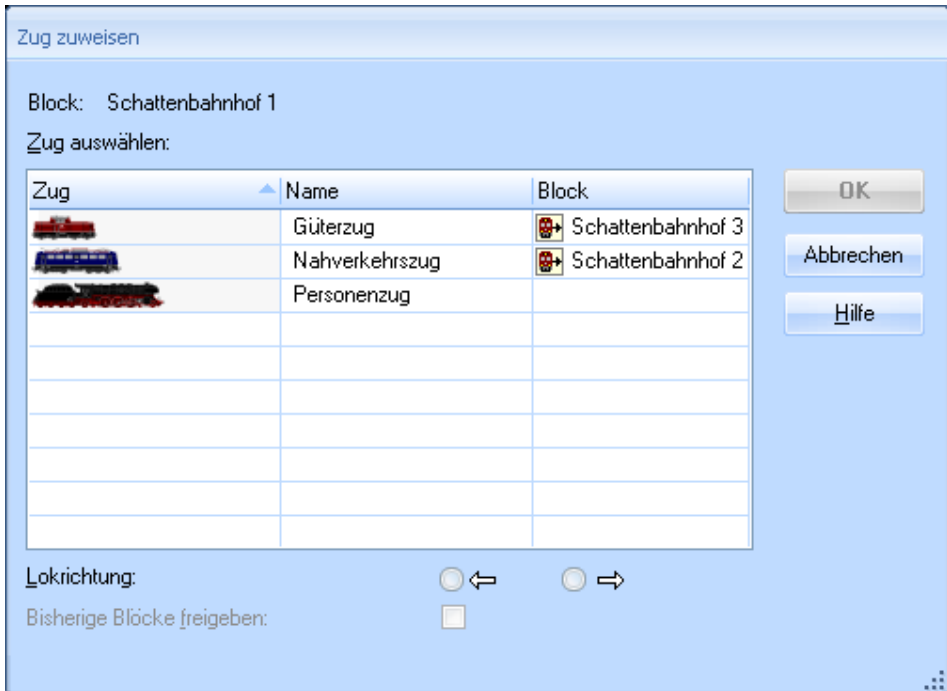 Zug zuweisen
Block: Schattenbahnhof 1
Zug auswählen:
Zug Name Block
Güterzug Schattenbahnhof 3
Nahverkehrszug Schattenbahnhof 2
Personenzug
OK
Abbrechen
Hilfe
Lokrichtung:
Bisherige Blöcke freigeben: